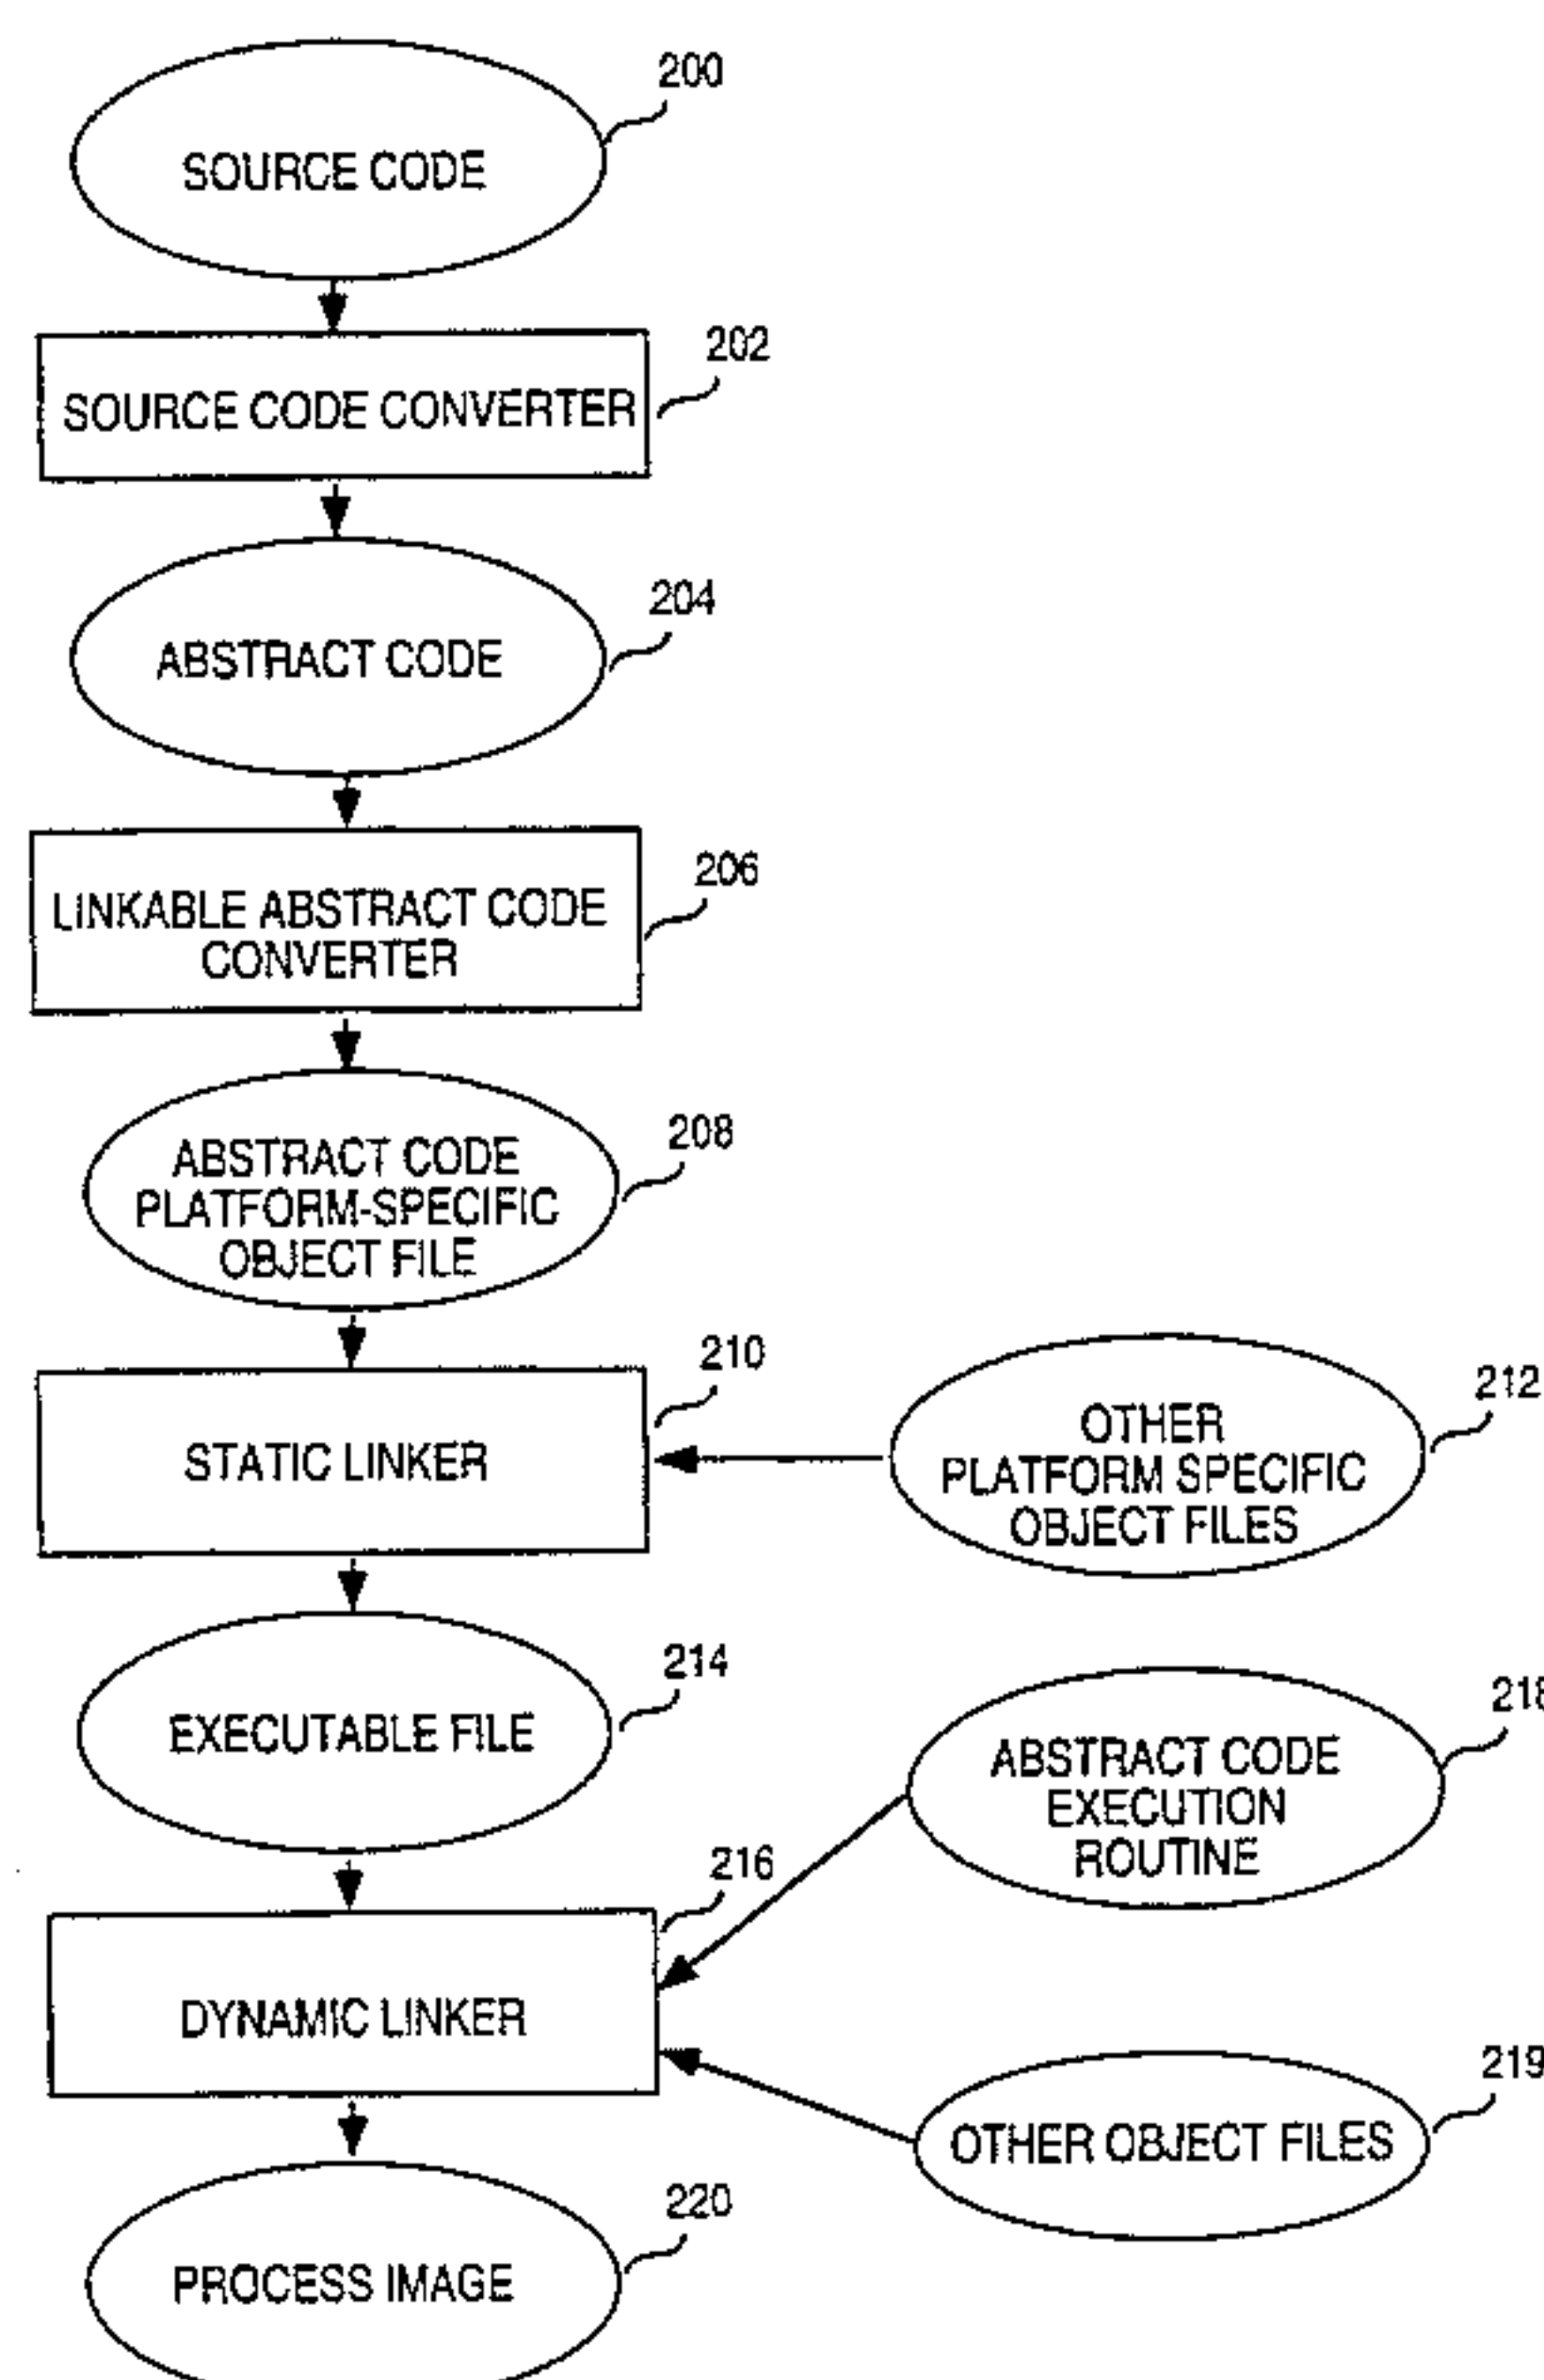 200
SOURCE CODE
202
SOURCE CODE CONVERTER
204
ABSTRACT CODE
206
LINKABLE ABSTRACT CODE
CONVERTER
208
ABSTRACT CODE
PLATFORM-SPECIFIC
OBJECT FILE
210
STATIC LINKER
212
OTHER
PLATFORM SPECIFIC
OBJECT FILES
214
EXECUTABLE FILE
218
ABSTRACT CODE
EXECUTION
ROUTINE
216
DYNAMIC LINKER
219
OTHER OBJECT FILES
220
PROCESS IMAGE